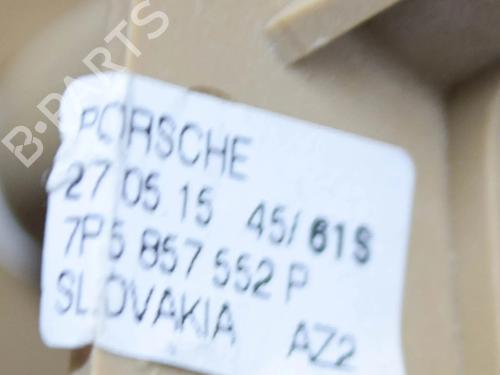 B-PARTS
PORSCHE
27 05 15 45/ 61S
7P5 857 552 P
SLOVAKIA AZ2